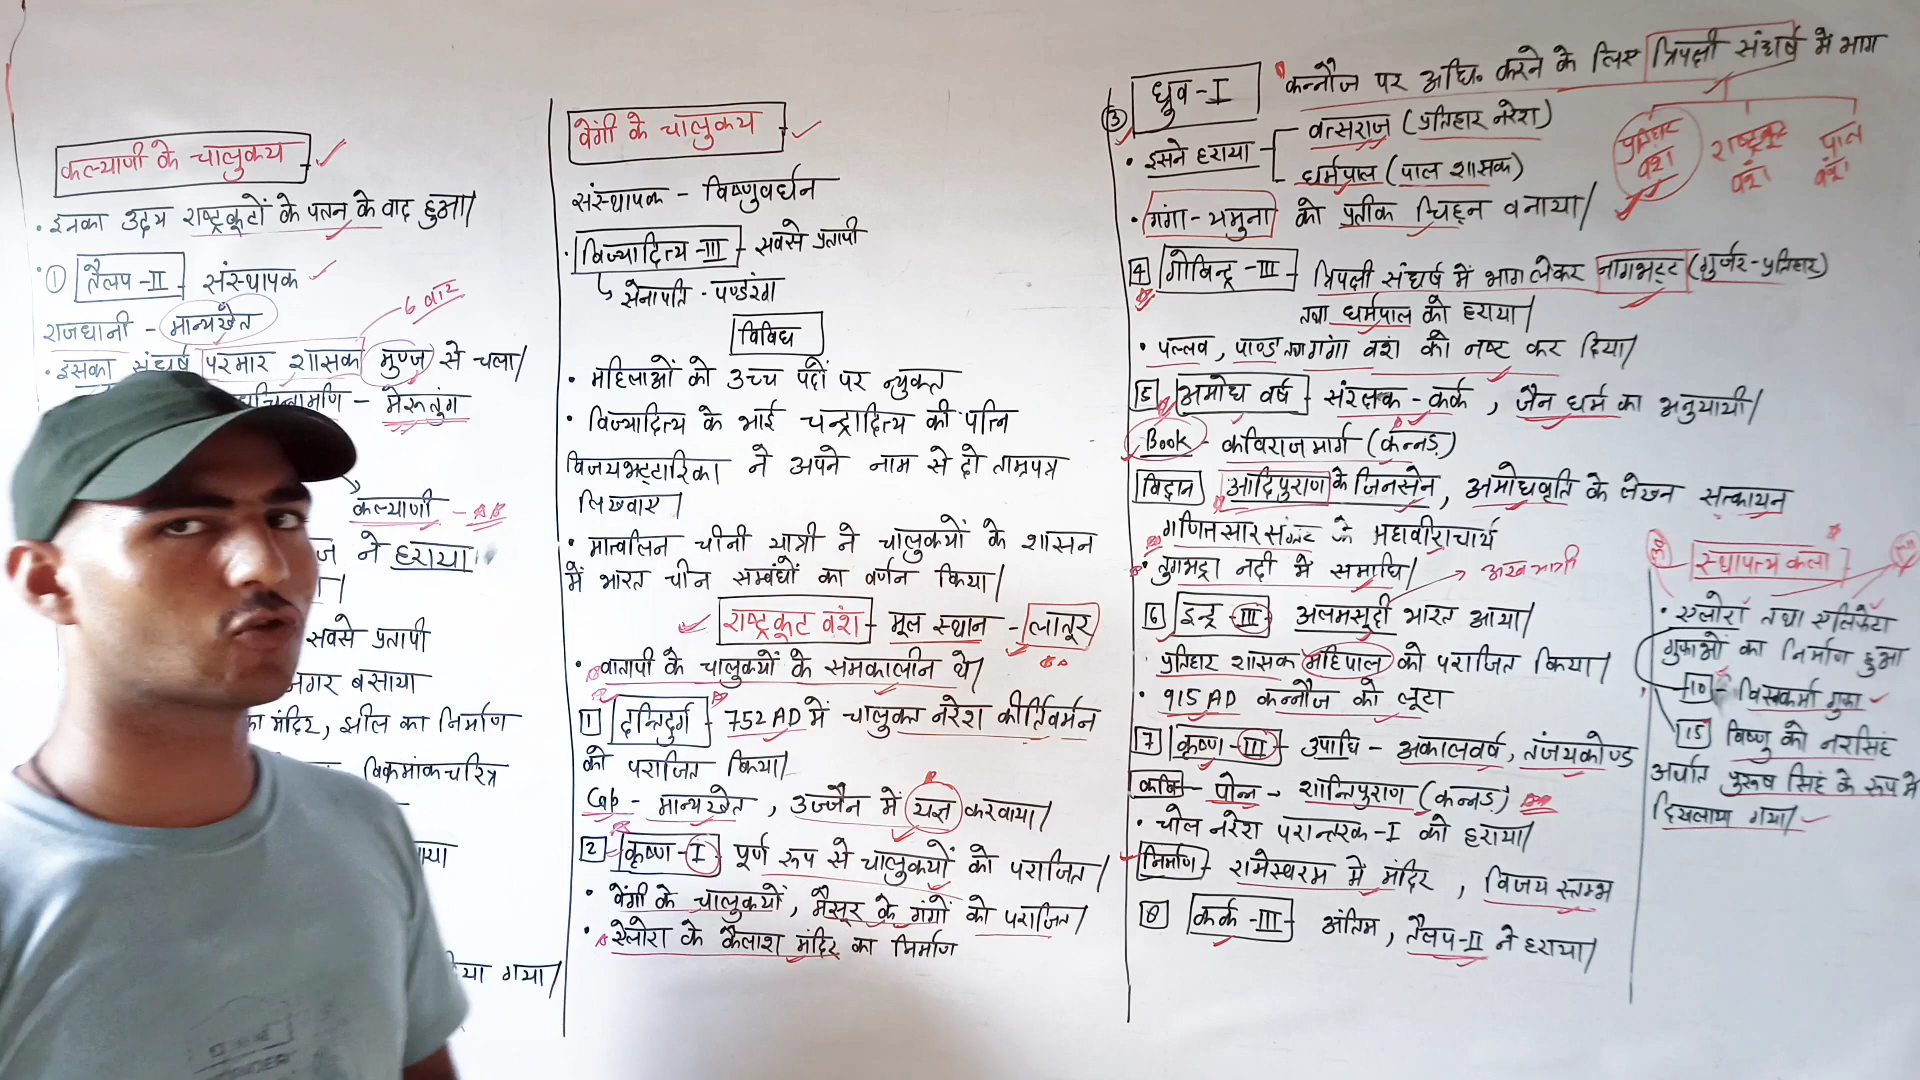 कल्याणी के चालुक्य
• इनका उदय राष्ट्रकूटों के पतन के बाद हुआ।
① तैलप-II संस्थापक
राजधानी - मान्यखेत
6 बार
• इसका संघर्ष परमार शासक मुण्ज से चला।
- मेरूतुंग
कल्याणी -
ने हराया
सबसे प्रतापी
नगर बसाया
मंदिर, झील का निर्माण
विक्रमांकचरित्र
गया।
वेंगी के चालुक्य
संस्थापक - विष्णुवर्धन
• विज्यादित्य-III - सबसे प्रतापी
सेनापति - पण्डरंग
विविध
• महिलाओं को उच्च पदों पर न्युक्त
• विज्यादित्य के भाई चन्द्रादित्य की पत्नि
विजयभट्टारिका ने अपने नाम से दो ताम्रपत्र
लिखवाए।
• मात्वालिन चीनी यात्री ने चालुक्यों के शासन
में भारत चीन सम्बंधों का वर्णन किया।
राष्ट्रकूट वंश - मूल स्थान - लातूर
• वातापी के चालुक्यों के समकालीन थे।
1 दन्तिदुर्ग - 752 AD में चालुक्त नरेश कीर्तिवर्मन
को पराजित किया।
Cap - मान्यखेत, उज्जैन में यज्ञ करवाया।
2 कृष्ण-I पूर्ण रूप से चालुक्यों को पराजित।
• वेंगी के चालुक्यों, मैसूर के गंगों को पराजित।
• ऐलोरा के कैलाश मंदिर का निर्माण
③ ध्रुव-I कन्नौज पर अधि॰ करने के लिए त्रिपक्षी संघर्ष में भाग
• इसने हराया
वत्सराज (प्रतिहार नरेश)
धर्मपाल (पाल शासक)
प्रतिहार वंश
राष्ट्रकूट वंश
पाल वंश
• गंगा-यमुना को प्रतीक चिह्न बनाया।
4 गोविन्द्र-III - त्रिपक्षी संघर्ष में भाग लेकर नागभट्ट (गुर्जर-प्रतिहार)
तथा धर्मपाल को हराया।
• पल्लव, पाण्ड तथा गंगा वंश को नष्ट कर दिया।
5 अमोघ वर्ष - संरक्षक - कर्क, जैन धर्म का अनुयायी।
Book - कविराजमार्ग (कन्नड़)
विद्वान आदिपुराण के जिनसेन, अमोघवृति के लेखन सत्कायन
गणितसार संग्रह के महावीराचार्य
• तुगभद्रा नदी में समाधि।
अरब यात्री
6 इन्द्र III अलमसूदी भारत आया।
• प्रतिहार शासक महिपाल को पराजित किया।
• 915 AD कन्नौज को लूटा
7 कृष्ण-III - उपाधि - अकालवर्ष, तंजयकोण्ड
कवि - पोन्न - शान्तिपुराण (कन्नड़)
• चोल नरेश परान्तरक-I को हराया।
निर्माण - रामेस्वरम में मंदिर, विजय स्तम्भ
8 कर्क-III - अंतिम, तैलप-II ने हराया।
स्थापत्य कला
• एलोरा तथा एलिफेंटा
गुफाओं का निर्माण हुआ
10 - विस्वकर्मा गुफा
15 विष्णु को नरसिंह
अर्थात पुरूष सिंह के रूप में
दिखलाया गया।